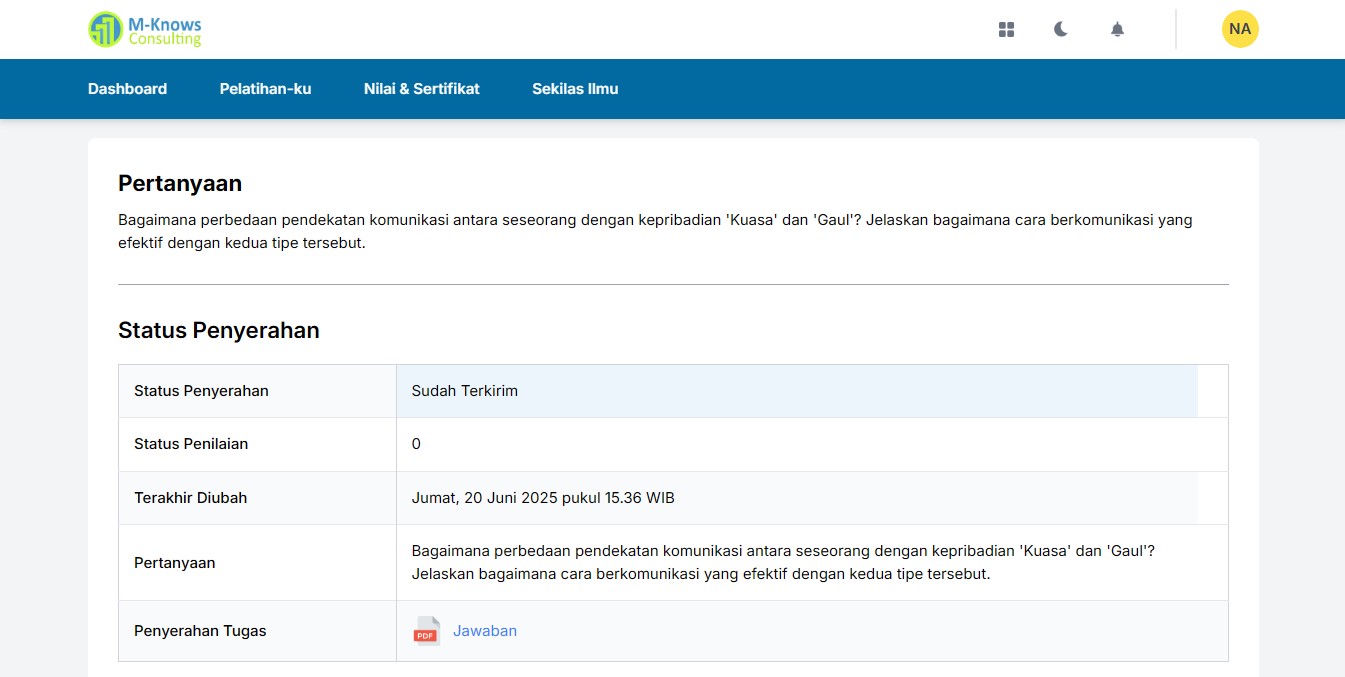 M-Knows
Consulting
NA
Dashboard
Pelatihan-ku
Nilai & Sertifikat
Sekilas Ilmu
Pertanyaan
Bagaimana perbedaan pendekatan komunikasi antara seseorang dengan kepribadian 'Kuasa' dan 'Gaul'? Jelaskan bagaimana cara berkomunikasi yang
efektif dengan kedua tipe tersebut.
Status Penyerahan
Status Penyerahan
Sudah Terkirim
Status Penilaian
0
Terakhir Diubah
Jumat, 20 Juni 2025 pukul 15.36 WIB
Pertanyaan
Bagaimana perbedaan pendekatan komunikasi antara seseorang dengan kepribadian 'Kuasa' dan 'Gaul'?
Jelaskan bagaimana cara berkomunikasi yang efektif dengan kedua tipe tersebut.
Penyerahan Tugas
PDF
Jawaban